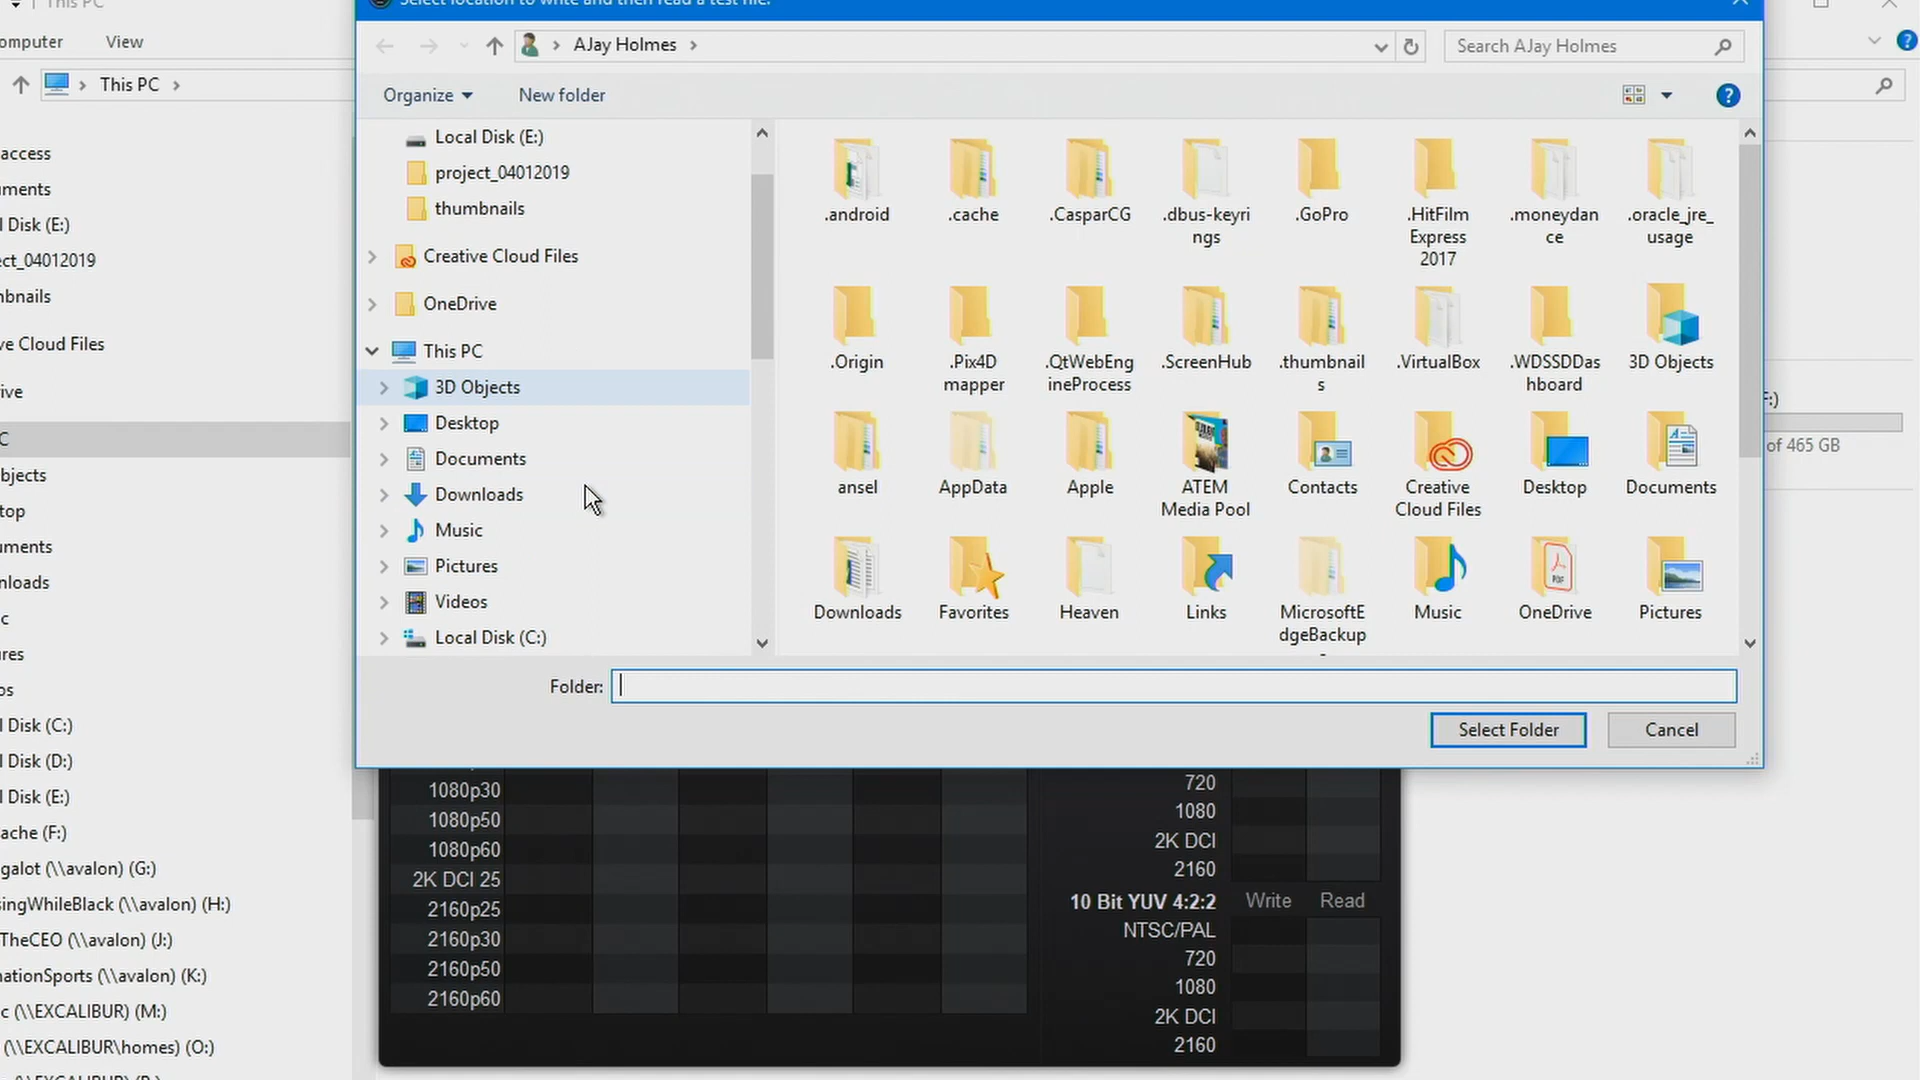 This PC
Select location to write and then read a test file.
omputer View
AJay Holmes
Search AJay Holmes
This PC
Organize New folder
access
uments
l Disk (E:)
ect_04012019
mbnails
ve Cloud Files
ive
C
bjects
top
uments
nloads
c
ures
os
l Disk (C:)
l Disk (D:)
l Disk (E:)
ache (F:)
galot (\\avalon) (G:)
singWhileBlack (\\avalon) (H:)
TheCEO (\\avalon) (J:)
nationSports (\\avalon) (K:)
c (\\EXCALIBUR) (M:)
(\\EXCALIBUR\homes) (O:)
Local Disk (E:)
project_04012019
thumbnails
Creative Cloud Files
OneDrive
This PC
3D Objects
Desktop
Documents
Downloads
Music
Pictures
Videos
Local Disk (C:)
.android
.cache
.CasparCG
.dbus-keyri
ngs
.GoPro
.HitFilm
Express
2017
.moneydan
ce
.oracle_jre_
usage
.Origin
.Pix4D
mapper
.QtWebEng
ineProcess
.ScreenHub
.thumbnail
s
.VirtualBox
.WDSSDDas
hboard
3D Objects
ansel
AppData
Apple
ATEM
Media Pool
Contacts
Creative
Cloud Files
Desktop
Documents
Downloads
Favorites
Heaven
Links
MicrosoftE
dgeBackup
Music
OneDrive
Pictures
F:)
of 465 GB
Folder:
Select Folder Cancel
1080p30
1080p50
1080p60
2K DCI 25
2160p25
2160p30
2160p50
2160p60
720
1080
2K DCI
2160
10 Bit YUV 4:2:2 Write Read
NTSC/PAL
720
1080
2K DCI
2160